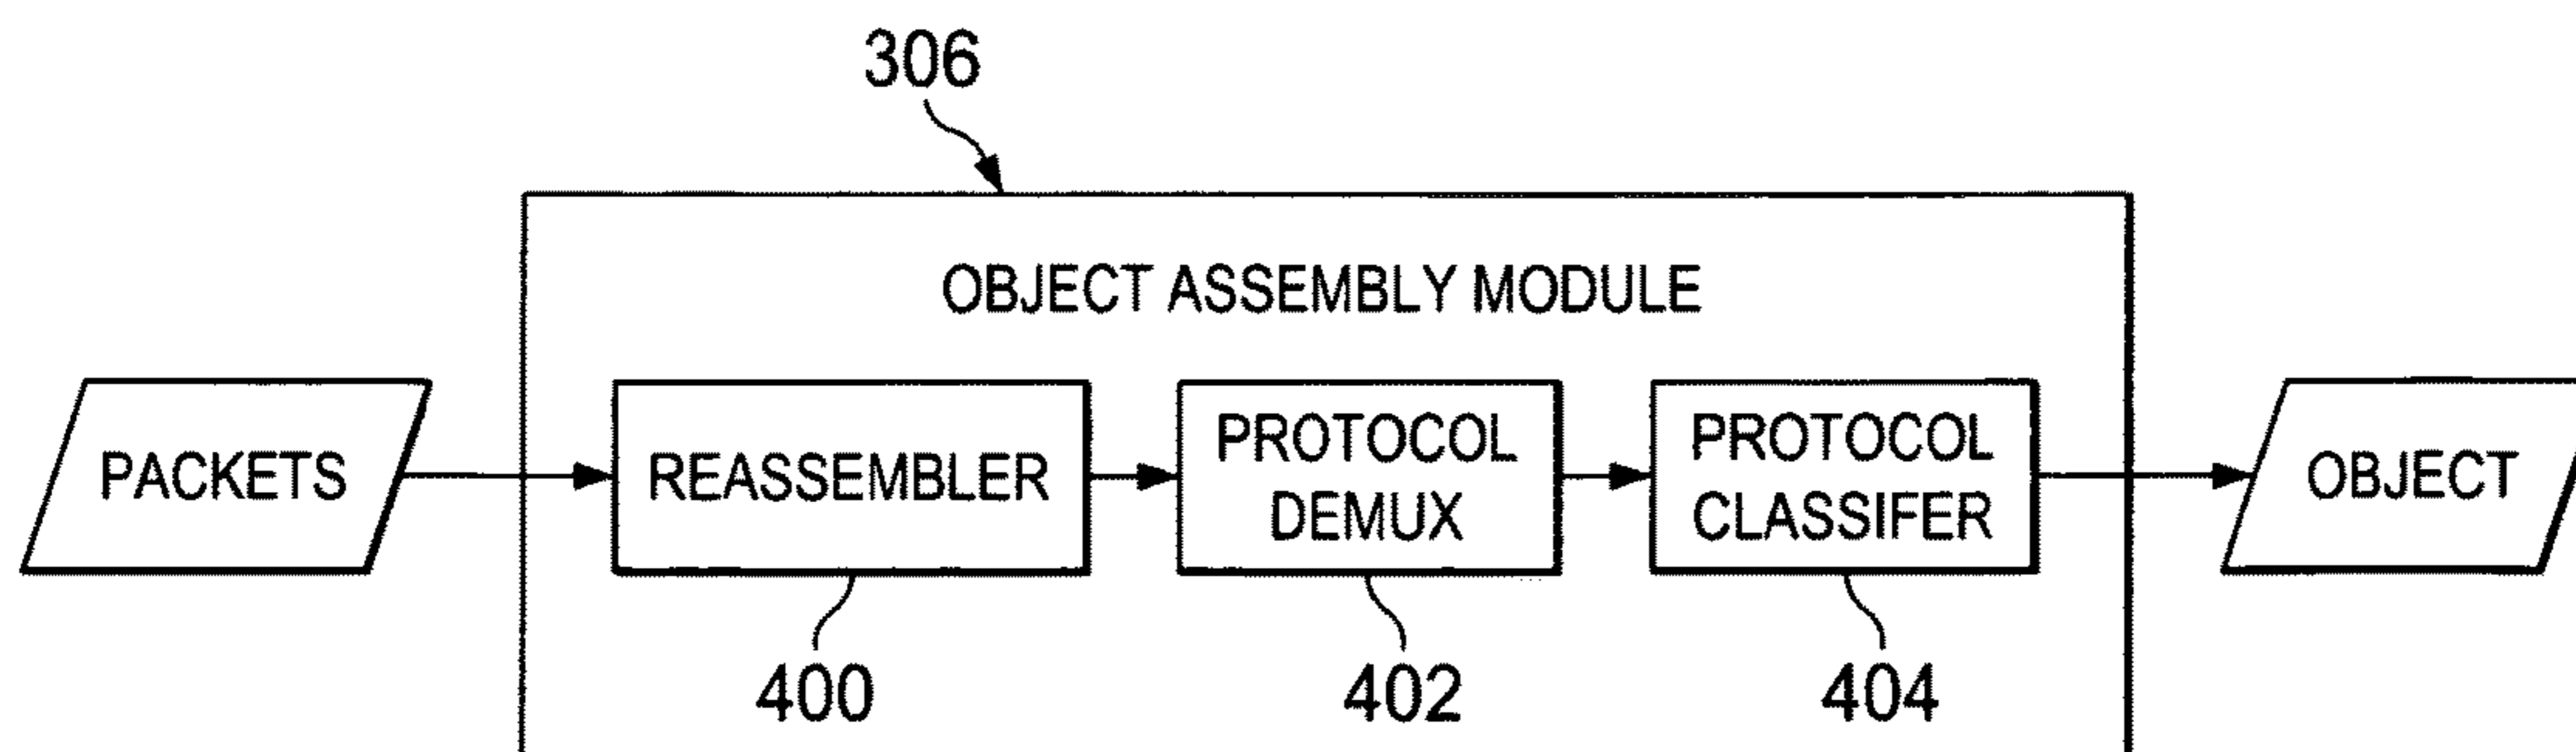 306
OBJECT ASSEMBLY MODULE
PACKETS
REASSEMBLER
PROTOCOL
DEMUX
PROTOCOL
CLASSIFER
OBJECT
400
402
404